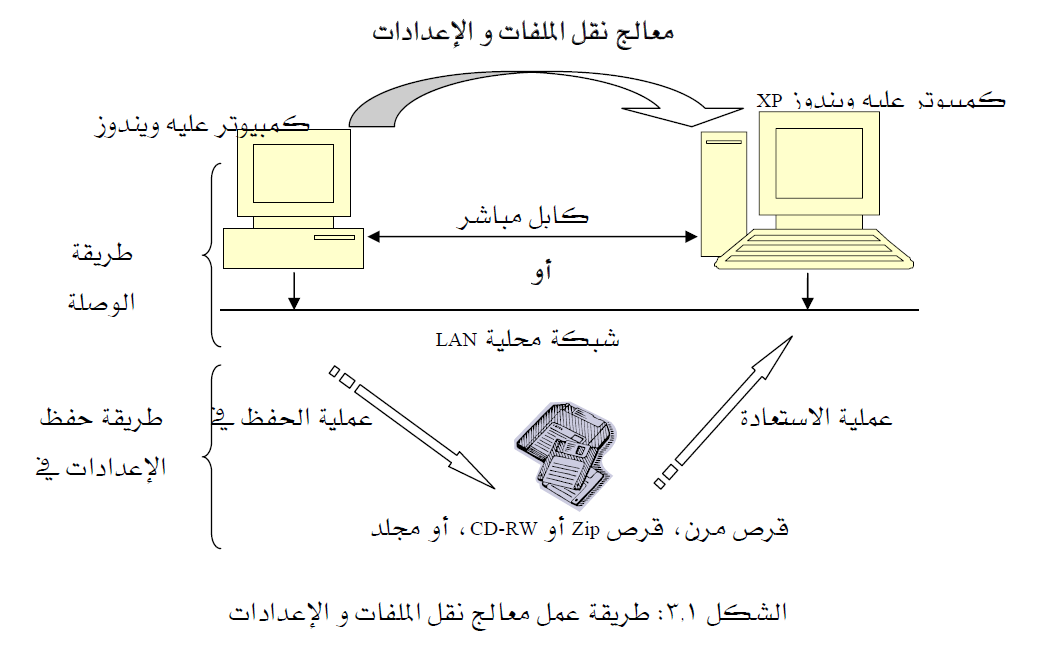 معالج نقل الملفات و الإعدادات
كمبيوتر عليه ويندوز XP
كمبيوتر عليه ويندوز
كابل مباشر
أو
طريقة
الوصلة
شبكة محلية LAN
عملية الاستعادة
عملية الحفظ في
طريقة حفظ
الإعدادات في
قرص مرن، قرص Zip أو CD-RW، أو مجلد
الشكل ٣.١: طريقة عمل معالج نقل الملفات و الإعدادات